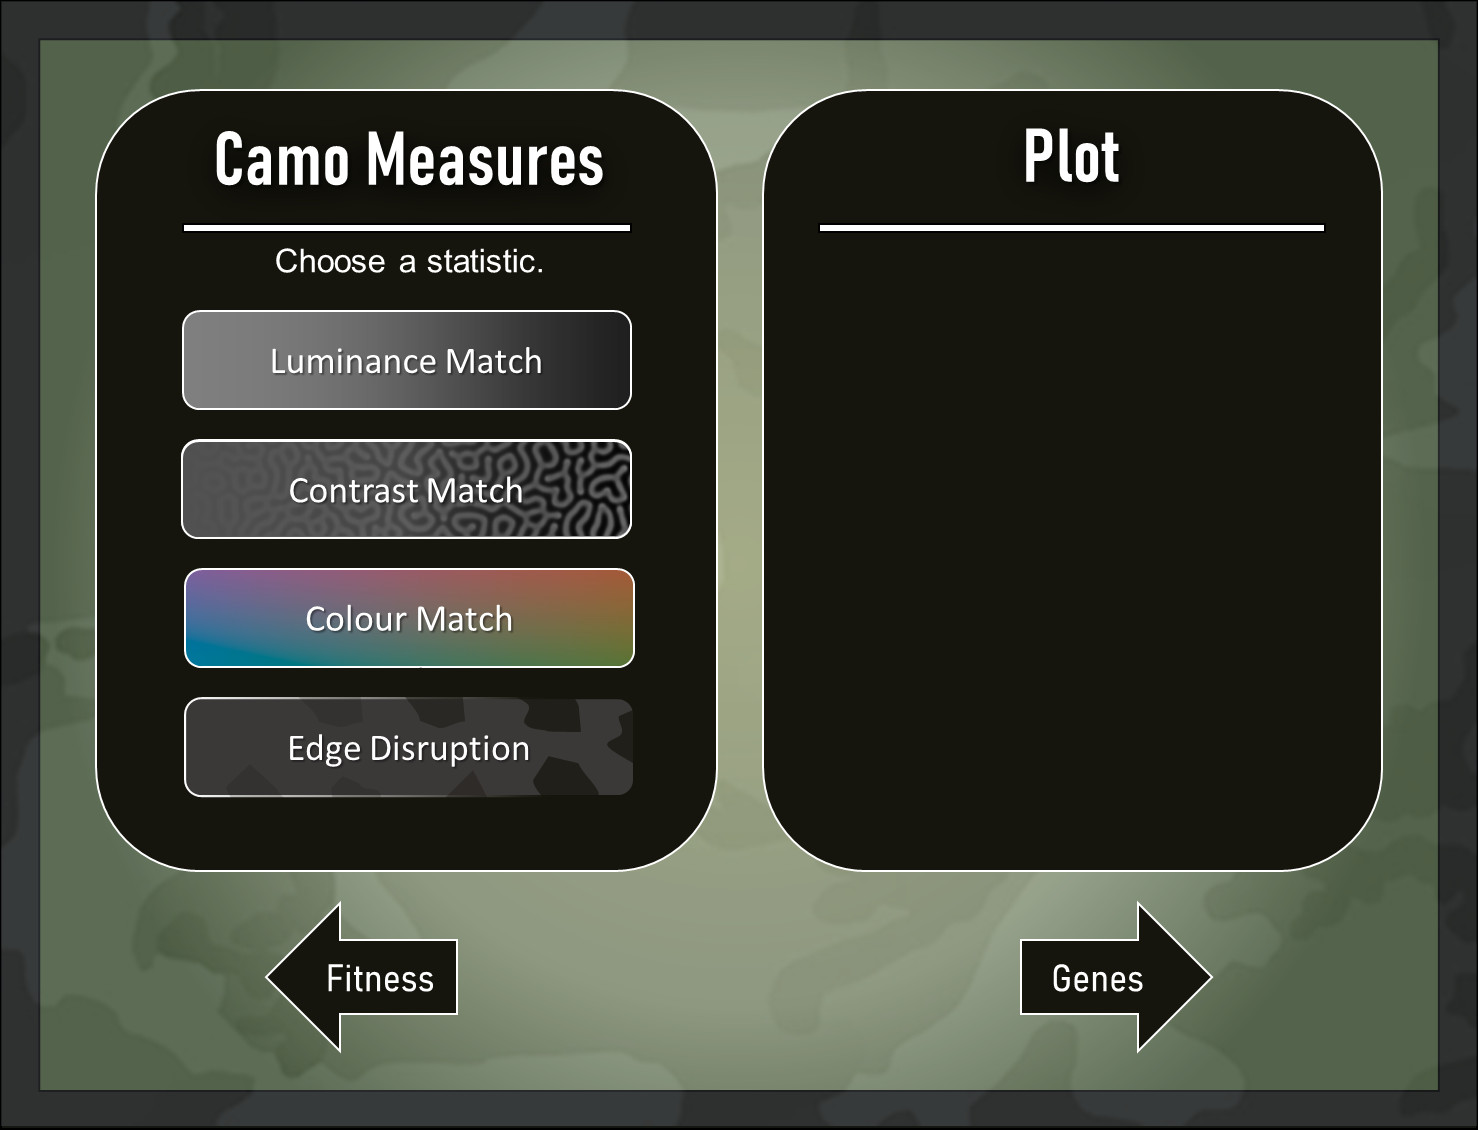 Camo Measures
Choose a statistic.
Luminance Match
Contrast Match
Colour Match
Edge Disruption
Plot
Fitness
Genes